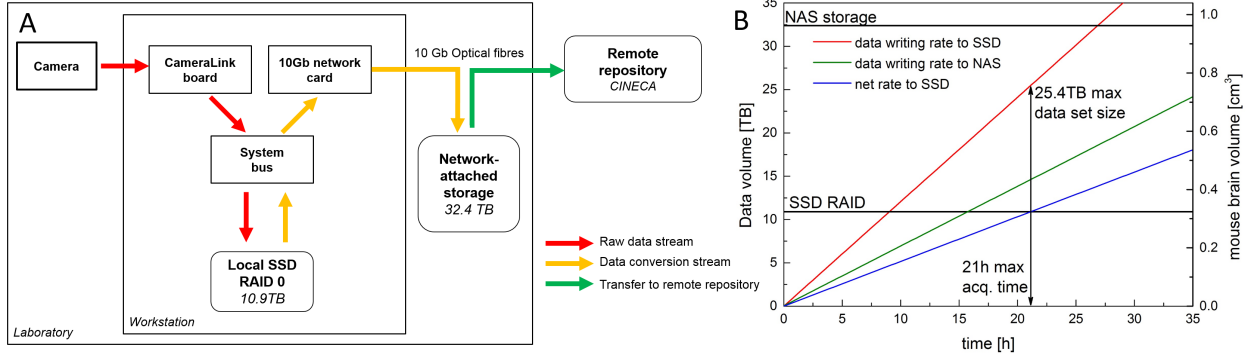 A
Camera
CameraLink
board
10Gb network
card
10 Gb Optical fibres
Remote
repository
CINECA
System
bus
Network-
attached
storage
32.4 TB
Local SSD
RAID 0
10.9TB
Raw data stream
Data conversion stream
Transfer to remote repository
Workstation
Laboratory
B
NAS storage
data writing rate to SSD
data writing rate to NAS
net rate to SSD
25.4TB max
data set size
SSD RAID
21h max
acq. time
Data volume [TB]
35
30
25
20
15
10
5
0
0
5
10
15
20
25
30
35
time [h]
1.0
0.8
0.6
0.4
0.2
0.0
mouse brain volume [cm³]